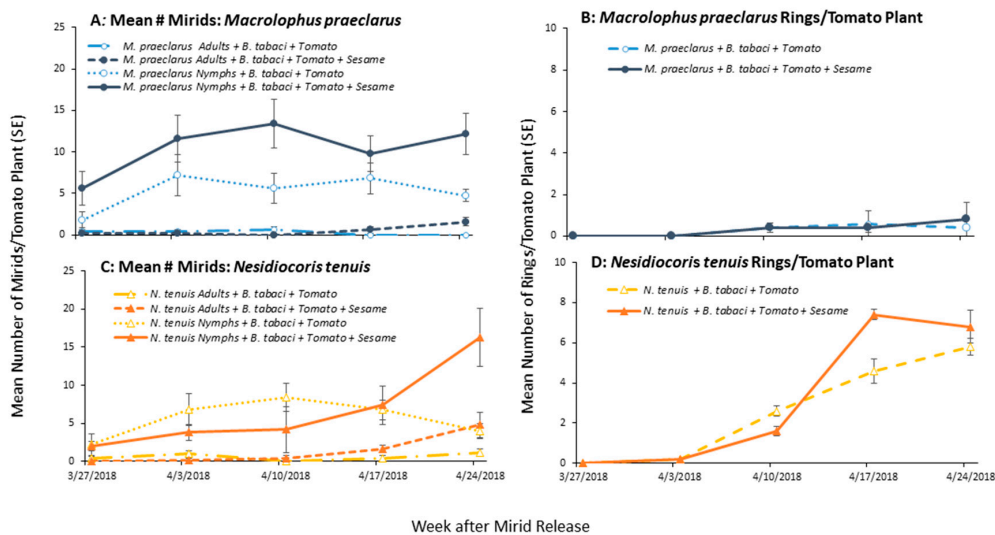 A: Mean # Mirids: Macrolophus praeclarus
M. praeclarus Adults + B. tabaci + Tomato
M. praeclarus Adults + B. tabaci + Tomato + Sesame
M. praeclarus Nymphs + B. tabaci + Tomato
M. praeclarus Nymphs + B. tabaci + Tomato + Sesame
25
20
15
10
5
0
B: Macrolophus praeclarus Rings/Tomato Plant
M. praeclarus + B. tabaci + Tomato
M. praeclarus + B. tabaci + Tomato + Sesame
10
8
6
4
2
0
Mean Number of Mirids/Tomato Plant (SE)
Mean Number of Rings/Tomato Plant (SE)
C: Mean # Mirids: Nesidiocoris tenuis
N. tenuis Adults + B. tabaci + Tomato
N. tenuis Adults + B. tabaci + Tomato + Sesame
N. tenuis Nymphs + B. tabaci + Tomato
N. tenuis Nymphs + B. tabaci + Tomato + Sesame
25
20
15
10
5
0
3/27/2018 4/3/2018 4/10/2018 4/17/2018 4/24/2018
D: Nesidiocoris tenuis Rings/Tomato Plant
N. tenuis + B. tabaci + Tomato
N. tenuis + B. tabaci + Tomato + Sesame
10
8
6
4
2
0
3/27/2018 4/3/2018 4/10/2018 4/17/2018 4/24/2018
Week after Mirid Release